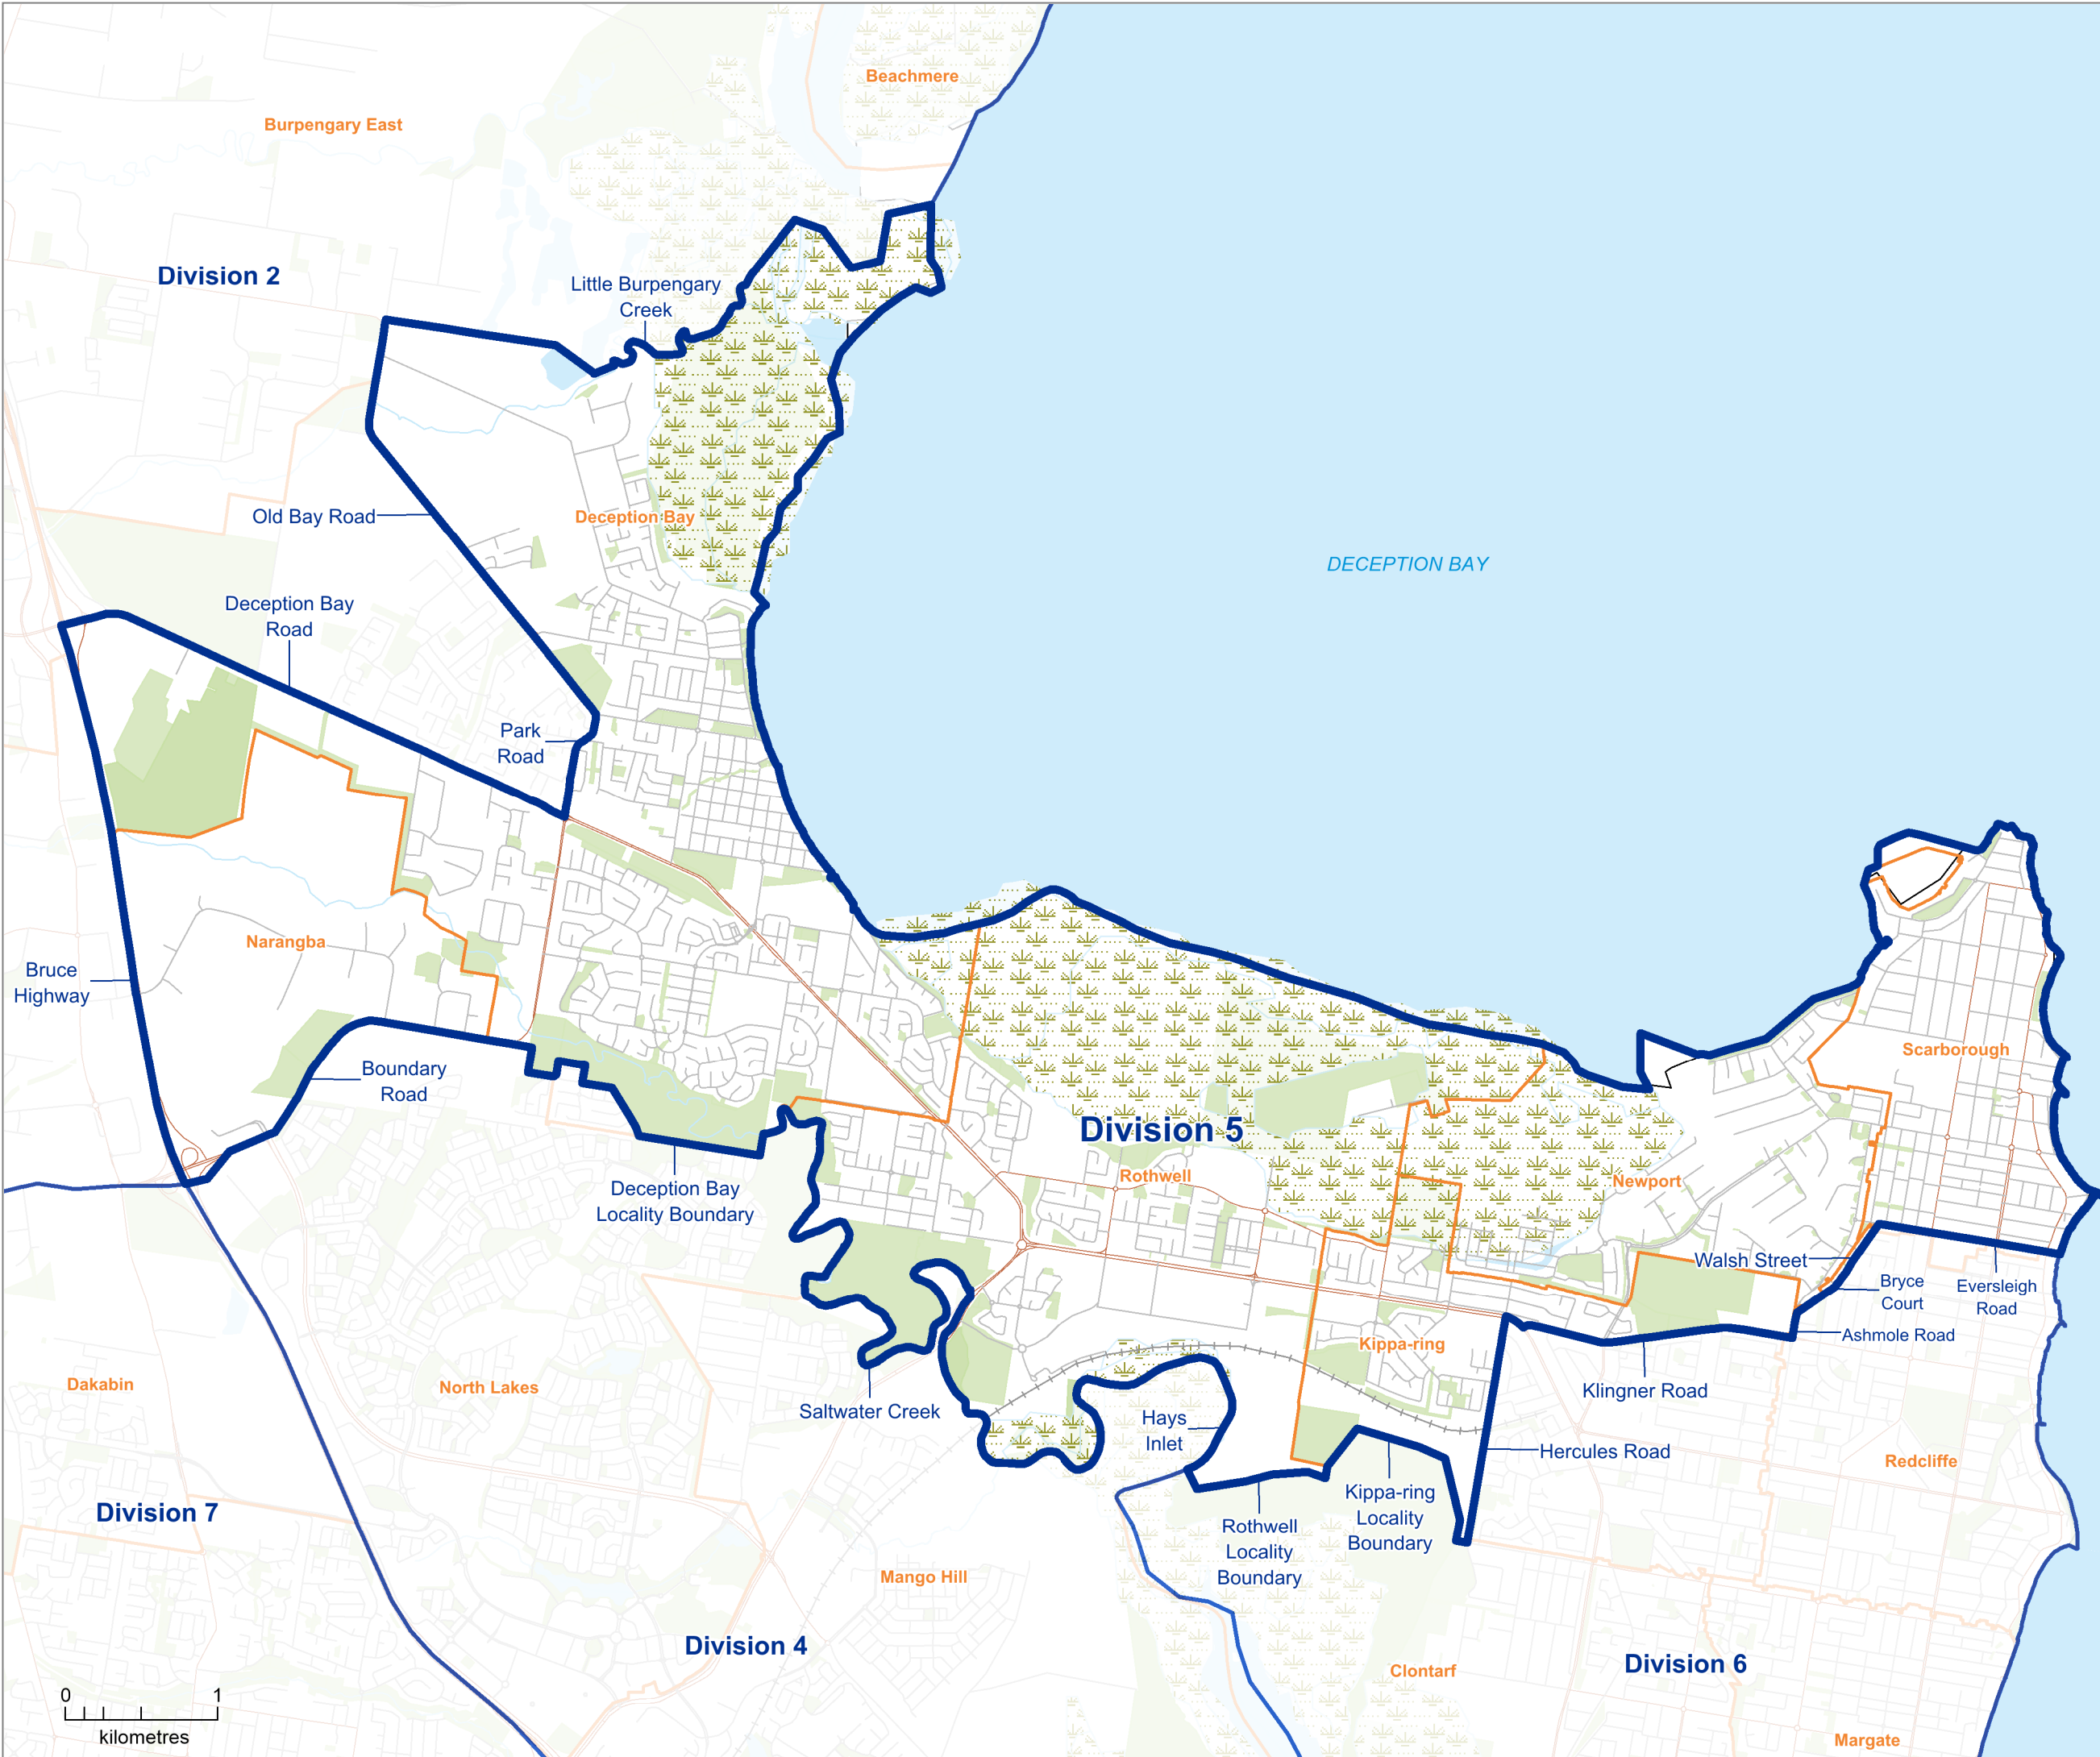 Beachmere
Burpengary East
Division 2
Little Burpengary
Creek
Old Bay Road
Deception Bay
DECEPTION BAY
Deception Bay
Road
Park
Road
Narangba
Bruce
Highway
Boundary
Road
Scarborough
Division 5
Rothwell
Newport
Deception Bay
Locality Boundary
Walsh Street
Bryce
Court
Eversleigh
Road
Ashmole Road
Kippa-ring
Klingner Road
Dakabin
North Lakes
Saltwater Creek
Hays
Inlet
Hercules Road
Redcliffe
Kippa-ring
Locality
Boundary
Division 7
Rothwell
Locality
Boundary
Mango Hill
Division 4
Division 6
Clontarf
0 1
kilometres
Margate